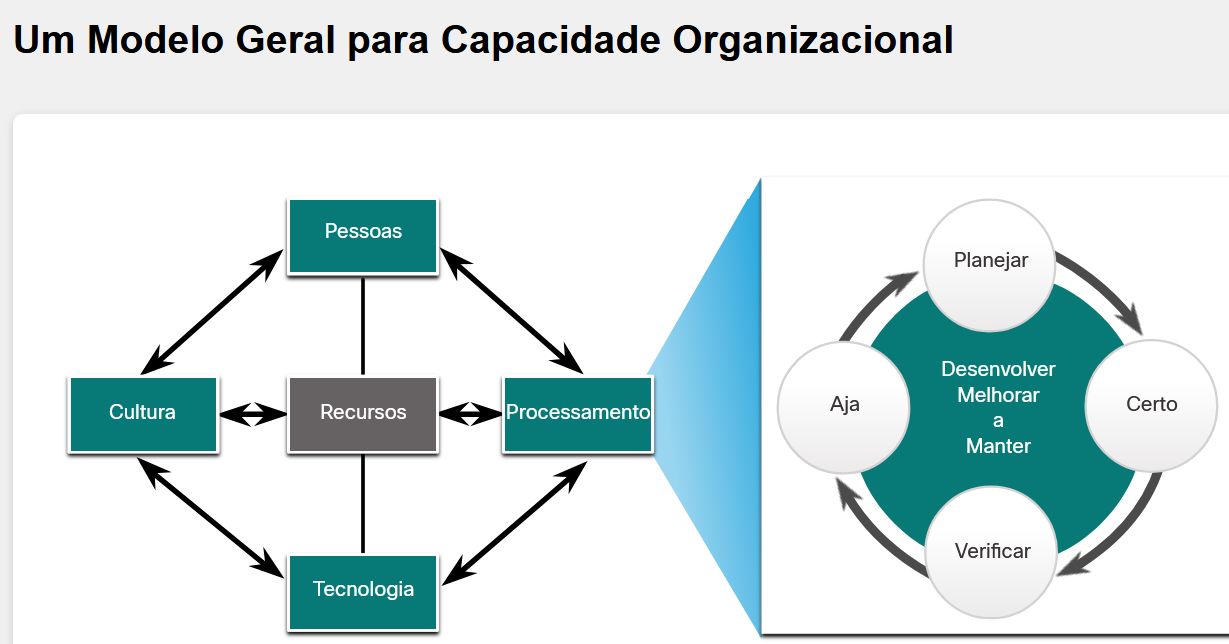 Um Modelo Geral para Capacidade Organizacional
Pessoas
Cultura
Recursos
Processamento
Tecnologia
Planejar
Desenvolver
Melhorar
a
Manter
Aja
Certo
Verificar